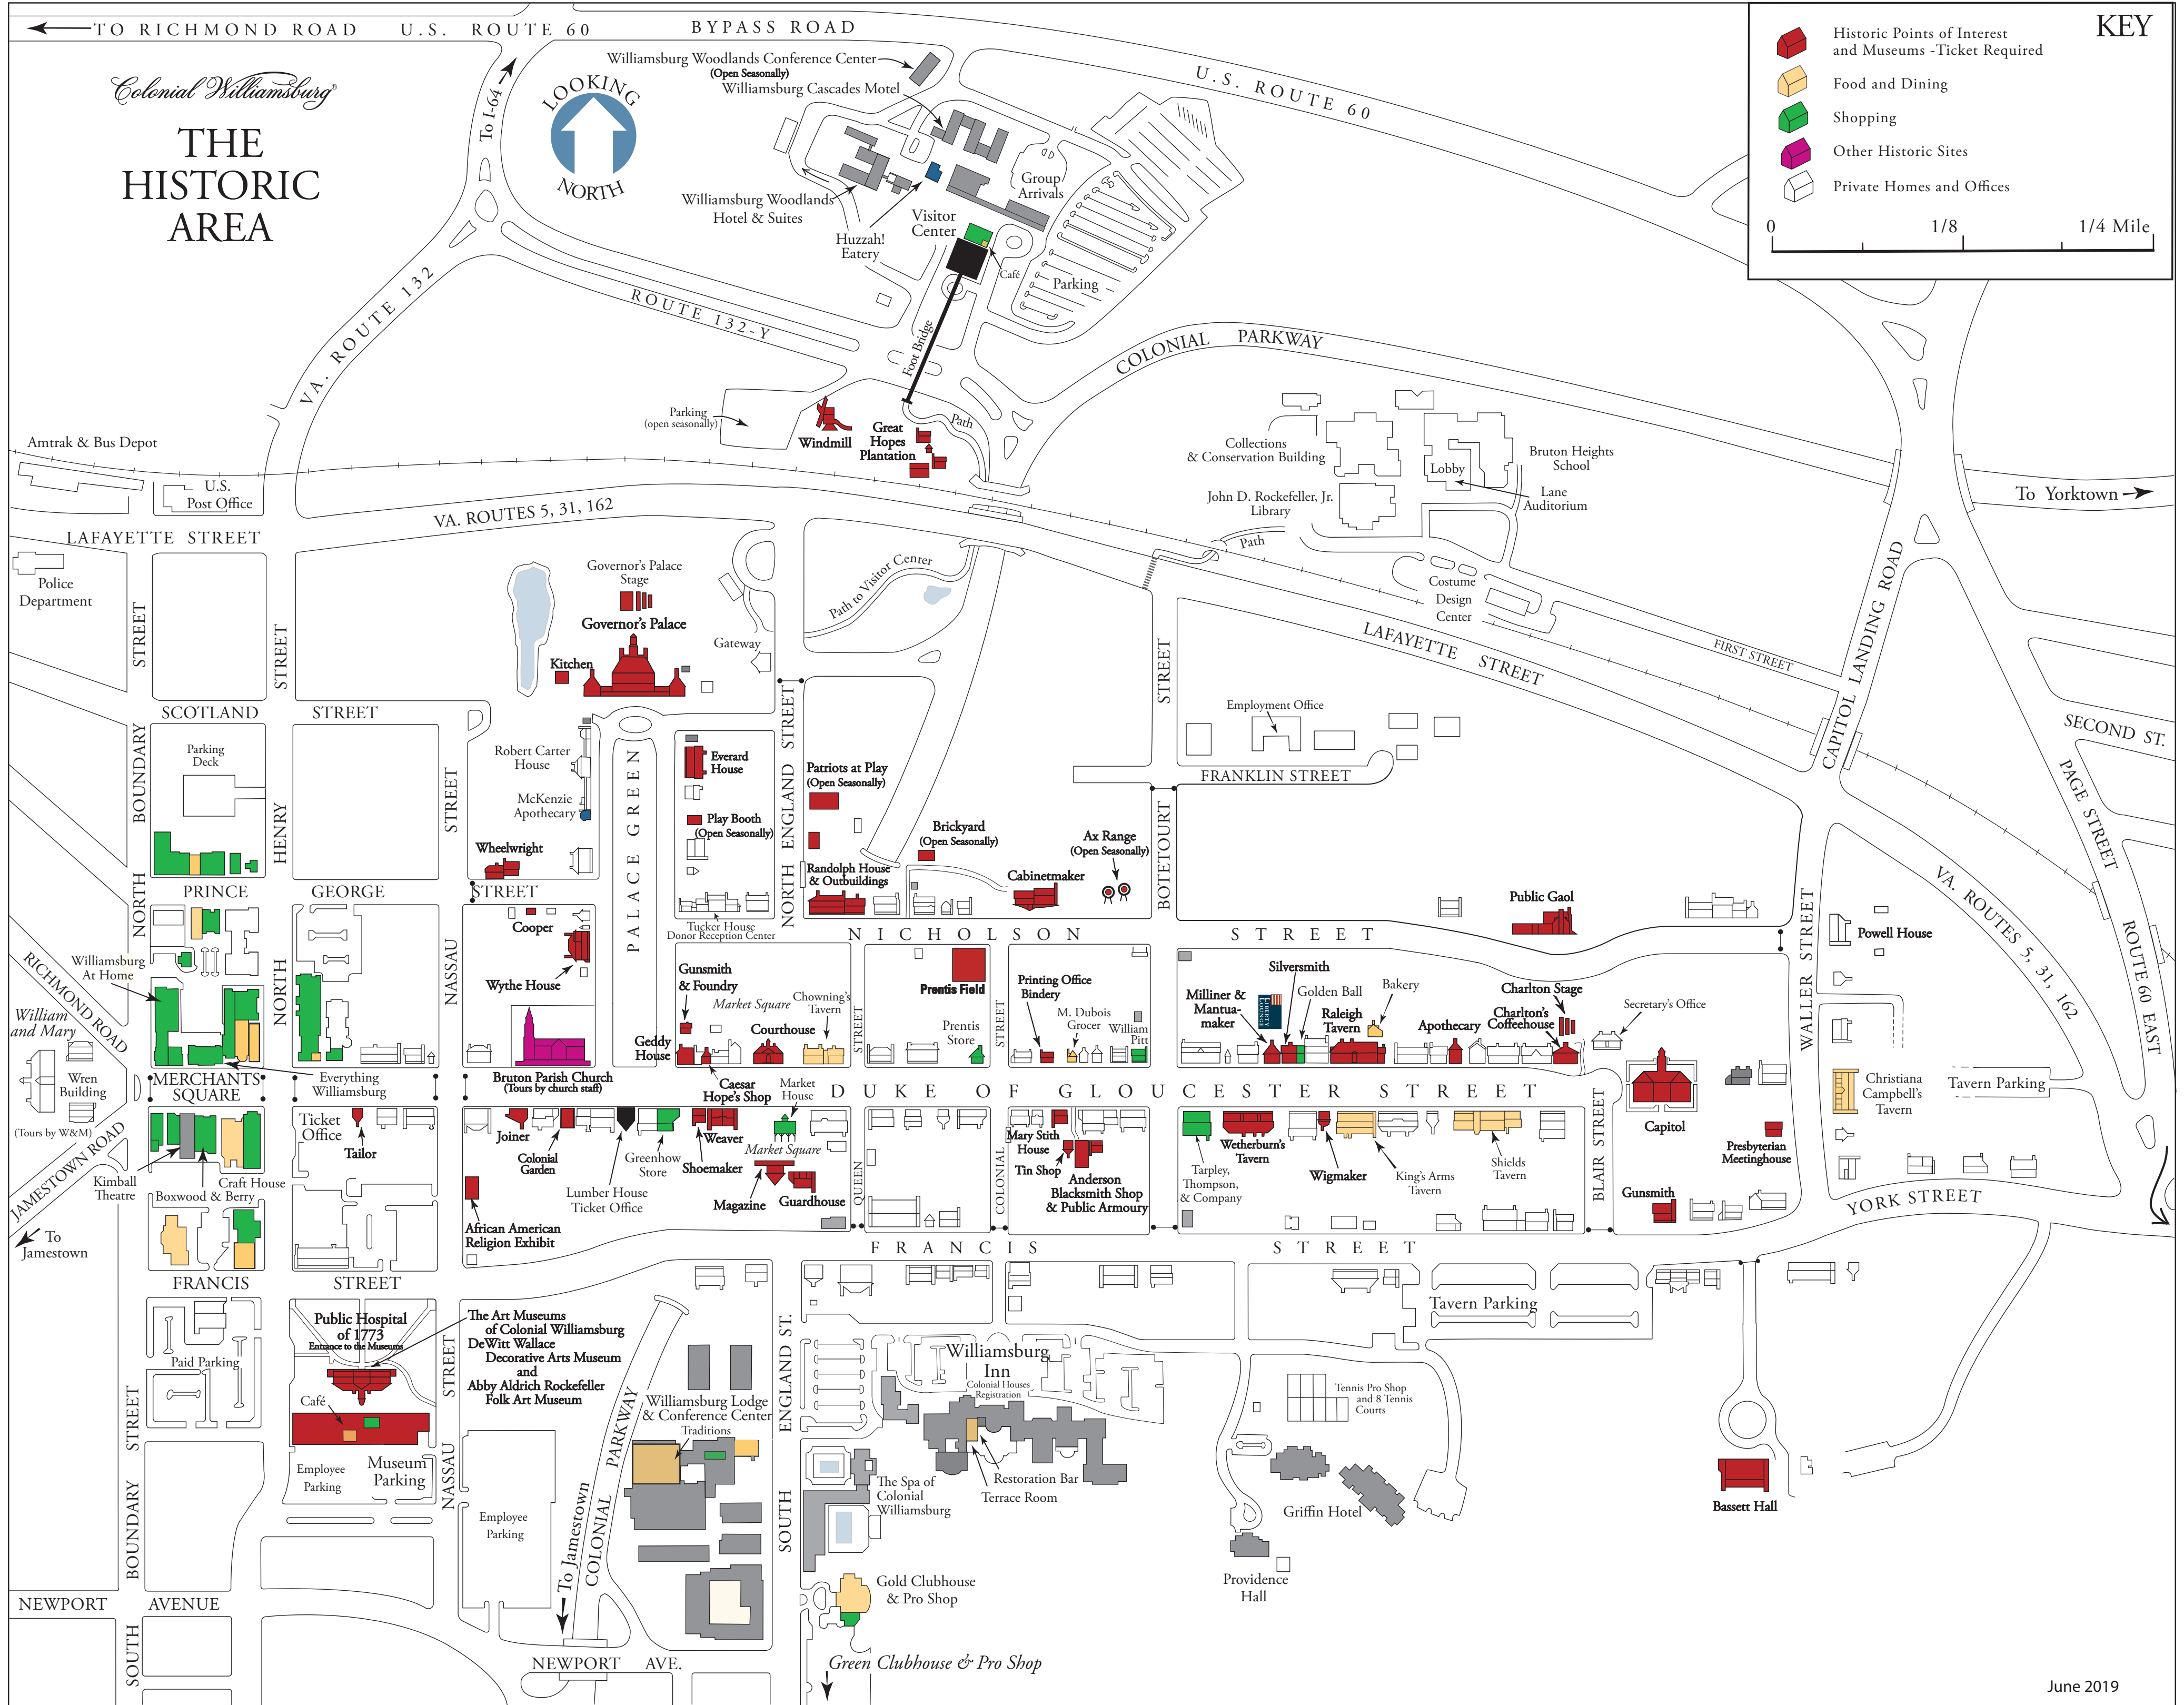 TO RICHMOND ROAD U.S. ROUTE 60
BYPASS ROAD
U.S. ROUTE 60
Colonial Williamsburg®
THE
HISTORIC
AREA
To I-64
LOOKING
NORTH
KEY
Historic Points of Interest
and Museums -Ticket Required
Food and Dining
Shopping
Other Historic Sites
Private Homes and Offices
0
1/8
1/4 Mile
Williamsburg Woodlands Conference Center
(Open Seasonally)
Williamsburg Cascades Motel
Williamsburg Woodlands
Hotel & Suites
Group
Arrivals
Visitor
Center
Huzzah!
Eatery
Café
Parking
Foot Bridge
VA. ROUTE 132
ROUTE 132-Y
COLONIAL PARKWAY
Parking
(open seasonally)
Windmill
Great
Hopes
Plantation
Path
Amtrak & Bus Depot
U.S.
Post Office
VA. ROUTES 5, 31, 162
Collections
& Conservation Building
Lobby
Bruton Heights
School
Lane
Auditorium
John D. Rockefeller, Jr.
Library
Path
To Yorktown
LAFAYETTE STREET
Police
Department
Governor's Palace
Stage
Governor's Palace
Kitchen
Gateway
Path to Visitor Center
Costume
Design
Center
LAFAYETTE STREET
FIRST STREET
CAPITOL LANDING ROAD
SECOND ST.
PAGE STREET
ROUTE 60 EAST
VA. ROUTES 5, 31, 162
STREET
STREET
STREET
SCOTLAND STREET
NORTH BOUNDARY
NORTH HENRY
NASSAU STREET
Parking
Deck
Robert Carter
House
McKenzie
Apothecary
Wheelwright
PALACE GREEN
Everard
House
Play Booth
(Open Seasonally)
NORTH ENGLAND STREET
Patriots at Play
(Open Seasonally)
Randolph House
& Outbuildings
Brickyard
(Open Seasonally)
Cabinetmaker
Ax Range
(Open Seasonally)
BOTETOURT
Employment Office
FRANKLIN STREET
Public Gaol
WALLER STREET
Powell House
PRINCE GEORGE STREET
Tucker House
Donor Reception Center
NICHOLSON STREET
RICHMOND ROAD
Williamsburg
At Home
William
and Mary
Wren
Building
(Tours by W&M)
JAMESTOWN ROAD
To
Jamestown
Cooper
Wythe House
Bruton Parish Church
(Tours by church staff)
Gunsmith
& Foundry
Market Square
Chowning's
Tavern
Courthouse
Geddy
House
Caesar
Hope's Shop
Market
House
STREET
Prentis Field
Prentis
Store
STREET
Printing Office
Bindery
M. Dubois
Grocer
William
Pitt
Milliner &
Mantua-
maker
LIBERTY
LOUNGE
Silversmith
Golden Ball
Bakery
Raleigh
Tavern
Apothecary
Charlton Stage
Charlton's
Coffeehouse
Secretary's Office
Everything
Williamsburg
MERCHANTS
SQUARE
DUKE OF GLOUCESTER STREET
Ticket
Office
Tailor
Kimball
Theatre
Boxwood & Berry
Craft House
Joiner
Colonial
Garden
Lumber House
Ticket Office
Greenhow
Store
Shoemaker
Weaver
Market Square
Magazine
Guardhouse
QUEEN
COLONIAL
Mary Stith
House
Tin Shop
Anderson
Blacksmith Shop
& Public Armoury
Tarpley,
Thompson,
& Company
Wetherburn's
Tavern
Wigmaker
King's Arms
Tavern
Shields
Tavern
BLAIR STREET
Capitol
Gunsmith
Presbyterian
Meetinghouse
Christiana
Campbell's
Tavern
Tavern Parking
YORK STREET
African American
Religion Exhibit
FRANCIS STREET
FRANCIS STREET
Paid Parking
Public Hospital
of 1773
Entrance to the Museums
Café
Employee
Parking
Museum
Parking
The Art Museums
of Colonial Williamsburg
DeWitt Wallace
Decorative Arts Museum
and
Abby Aldrich Rockefeller
Folk Art Museum
NASSAU STREET
Employee
Parking
To Jamestown
COLONIAL PARKWAY
Williamsburg Lodge
& Conference Center
Traditions
SOUTH ENGLAND ST.
Williamsburg
Inn
Colonial Houses
Registration
Restoration Bar
Terrace Room
The Spa of
Colonial
Williamsburg
Tavern Parking
Tennis Pro Shop
and 8 Tennis
Courts
Griffin Hotel
Providence
Hall
Bassett Hall
SOUTH BOUNDARY STREET
NEWPORT AVENUE
NEWPORT AVE.
Gold Clubhouse
& Pro Shop
Green Clubhouse & Pro Shop
June 2019